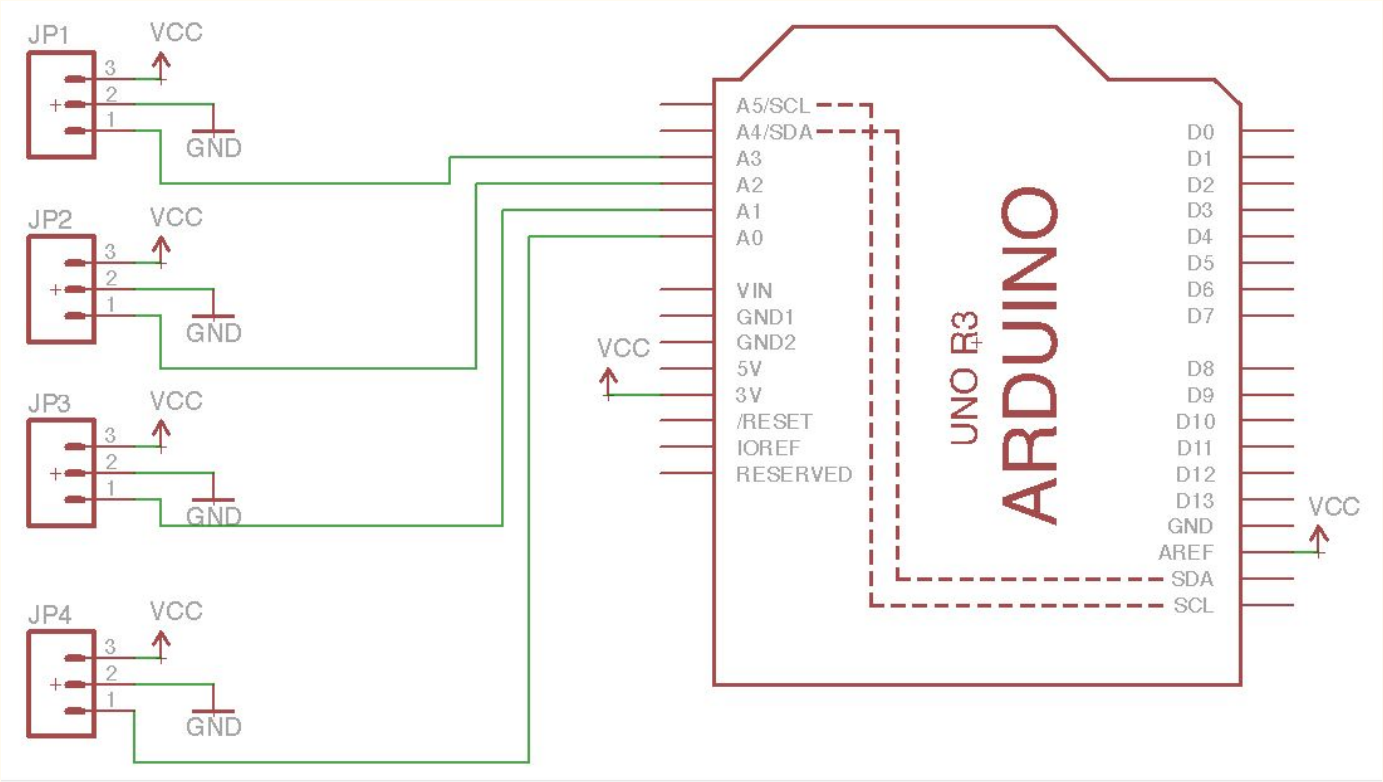 JP1
VCC
3
2
1
GND
JP2
VCC
3
2
1
GND
JP3
VCC
3
2
1
GND
JP4
VCC
3
2
1
GND
A5/SCL
A4/SDA
A3
A2
A1
A0
VIN
GND1
GND2
5V
3V
/RESET
IOREF
RESERVED
VCC
UNO R3
ARDUINO
D0
D1
D2
D3
D4
D5
D6
D7
D8
D9
D10
D11
D12
D13
GND
AREF
SDA
SCL
VCC